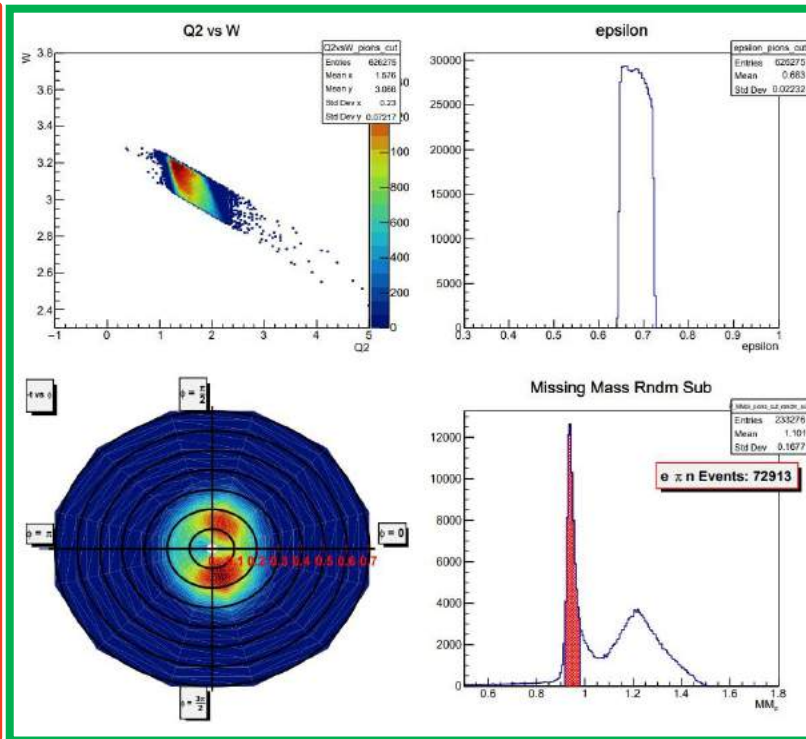 Q2 vs W
Q2vsW_pions_cut
Entries 626275
Mean x 1.576
Mean y 3.066
Std Dev x 0.23
Std Dev y 0.07217
W
3.8
3.6
3.4
3.2
3
2.8
2.6
2.4
100
800
600
400
200
0
−1 0 1 2 3 4 5
Q2
epsilon
epsilon_pions_cut
Entries 626275
Mean 0.683
Std Dev 0.02232
30000
25000
20000
15000
10000
5000
0
0.3 0.4 0.5 0.6 0.7 0.8 0.9 1
epsilon
-t vs ϕ
ϕ = π/2
ϕ = π
ϕ = 0
0.1 0.2 0.3 0.4 0.5 0.6 0.7
ϕ = 3π/2
Missing Mass Rndm Sub
Entries 233276
Mean 1.101
Std Dev 0.1677
e π n Events: 72913
12000
10000
8000
6000
4000
2000
0
0.6 0.8 1 1.2 1.4 1.6 1.8